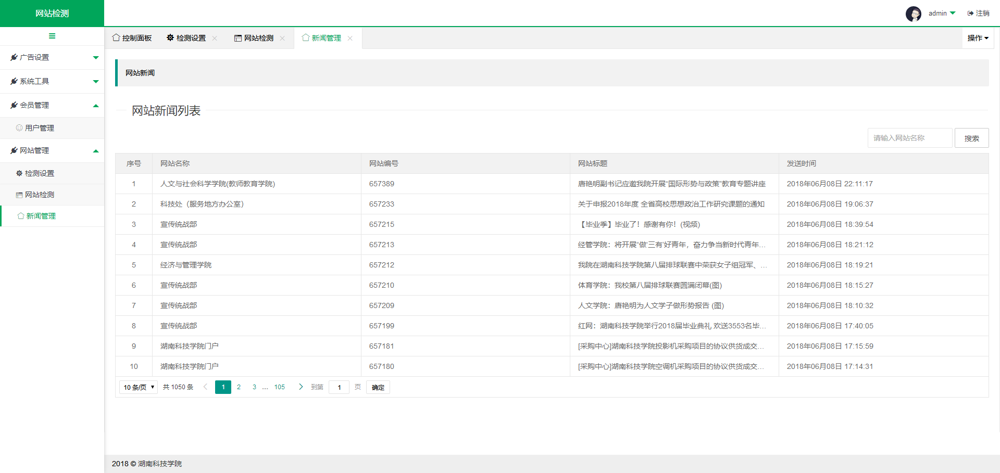 网站检测
admin
注销
控制面板
检测设置
网站检测
新闻管理
操作
广告设置
系统工具
会员管理
用户管理
网站管理
检测设置
网站检测
新闻管理
网站新闻
网站新闻列表
请输入网站名称
搜索
序号 网站名称 网站编号 网站标题 发送时间
1 人文与社会科学学院(教师教育学院) 657389 唐艳明副书记应邀我院开展“国际形势与政策”教育专题讲座 2018年06月08日 22:11:17
2 科技处（服务地方办公室） 657233 关于申报2018年度 全省高校思想政治工作研究课题的通知 2018年06月08日 19:06:37
3 宣传统战部 657215 【毕业季】毕业了！感谢有你！(视频) 2018年06月08日 18:39:54
4 宣传统战部 657213 经管学院：将开展“做‘三有’好青年，奋力争当新时代青年... 2018年06月08日 18:21:12
5 经济与管理学院 657212 我院在湖南科技学院第八届排球联赛中荣获女子组冠军、... 2018年06月08日 18:19:21
6 宣传统战部 657210 体育学院：我校第八届排球联赛圆满闭幕(图) 2018年06月08日 18:15:27
7 宣传统战部 657209 人文学院：唐艳明为人文学子做形势报告 (图) 2018年06月08日 18:10:32
8 宣传统战部 657199 红网：湖南科技学院举行2018届毕业典礼 欢送3553名毕... 2018年06月08日 17:40:05
9 湖南科技学院门户 657181 [采购中心]湖南科技学院投影机采购项目的协议供货成交... 2018年06月08日 17:15:59
10 湖南科技学院门户 657180 [采购中心]湖南科技学院空调机采购项目的协议供货成交... 2018年06月08日 17:14:31
10 条/页 共 1050 条 1 2 3 … 105 到第 1 页 确定
2018 © 湖南科技学院